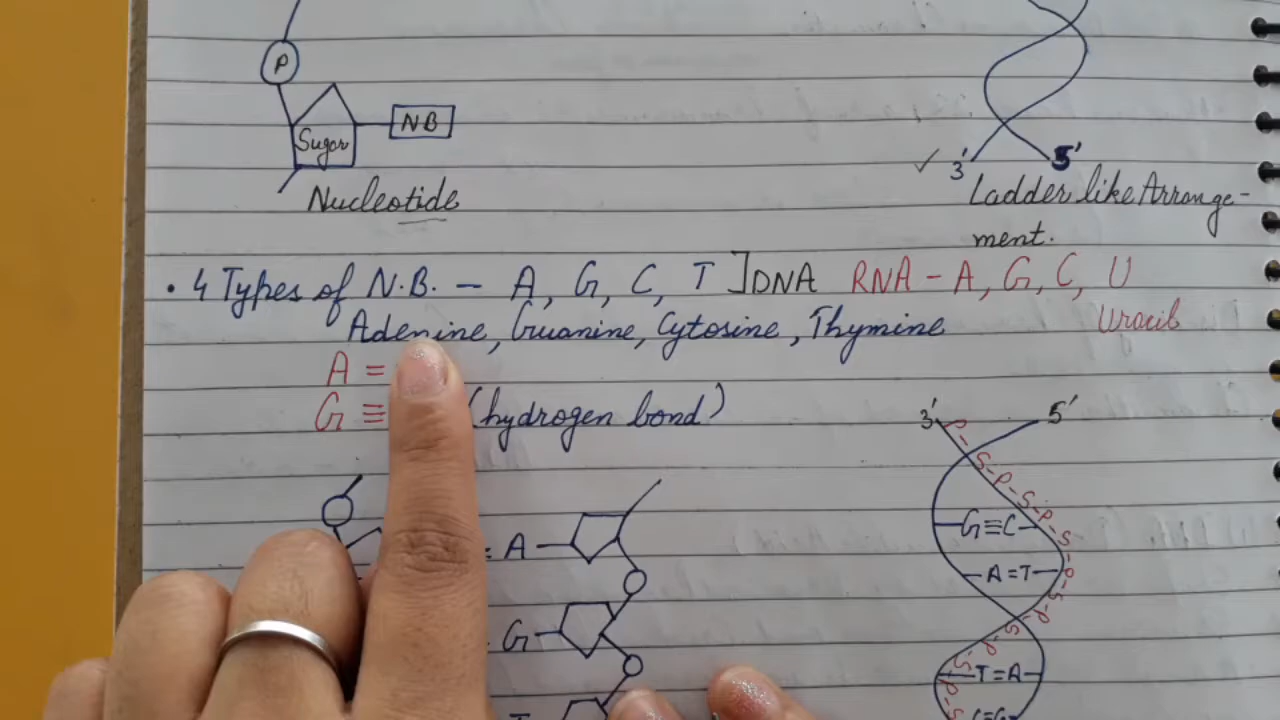 P
Sugar
NB
Nucleotide
3' 5'
Ladder like Arrange-
ment.
• 4 Types of N.B. - A, G, C, T ]DNA RNA - A, G, C, U
Adenine, Guanine, Cytosine, Thymine Uracil
A =
G ≡ (hydrogen bond)
= A
G
T
3' 5'
P-S-P-S-P-S-P-S-P-S-P-S-P-S
G≡C
A=T
T=A